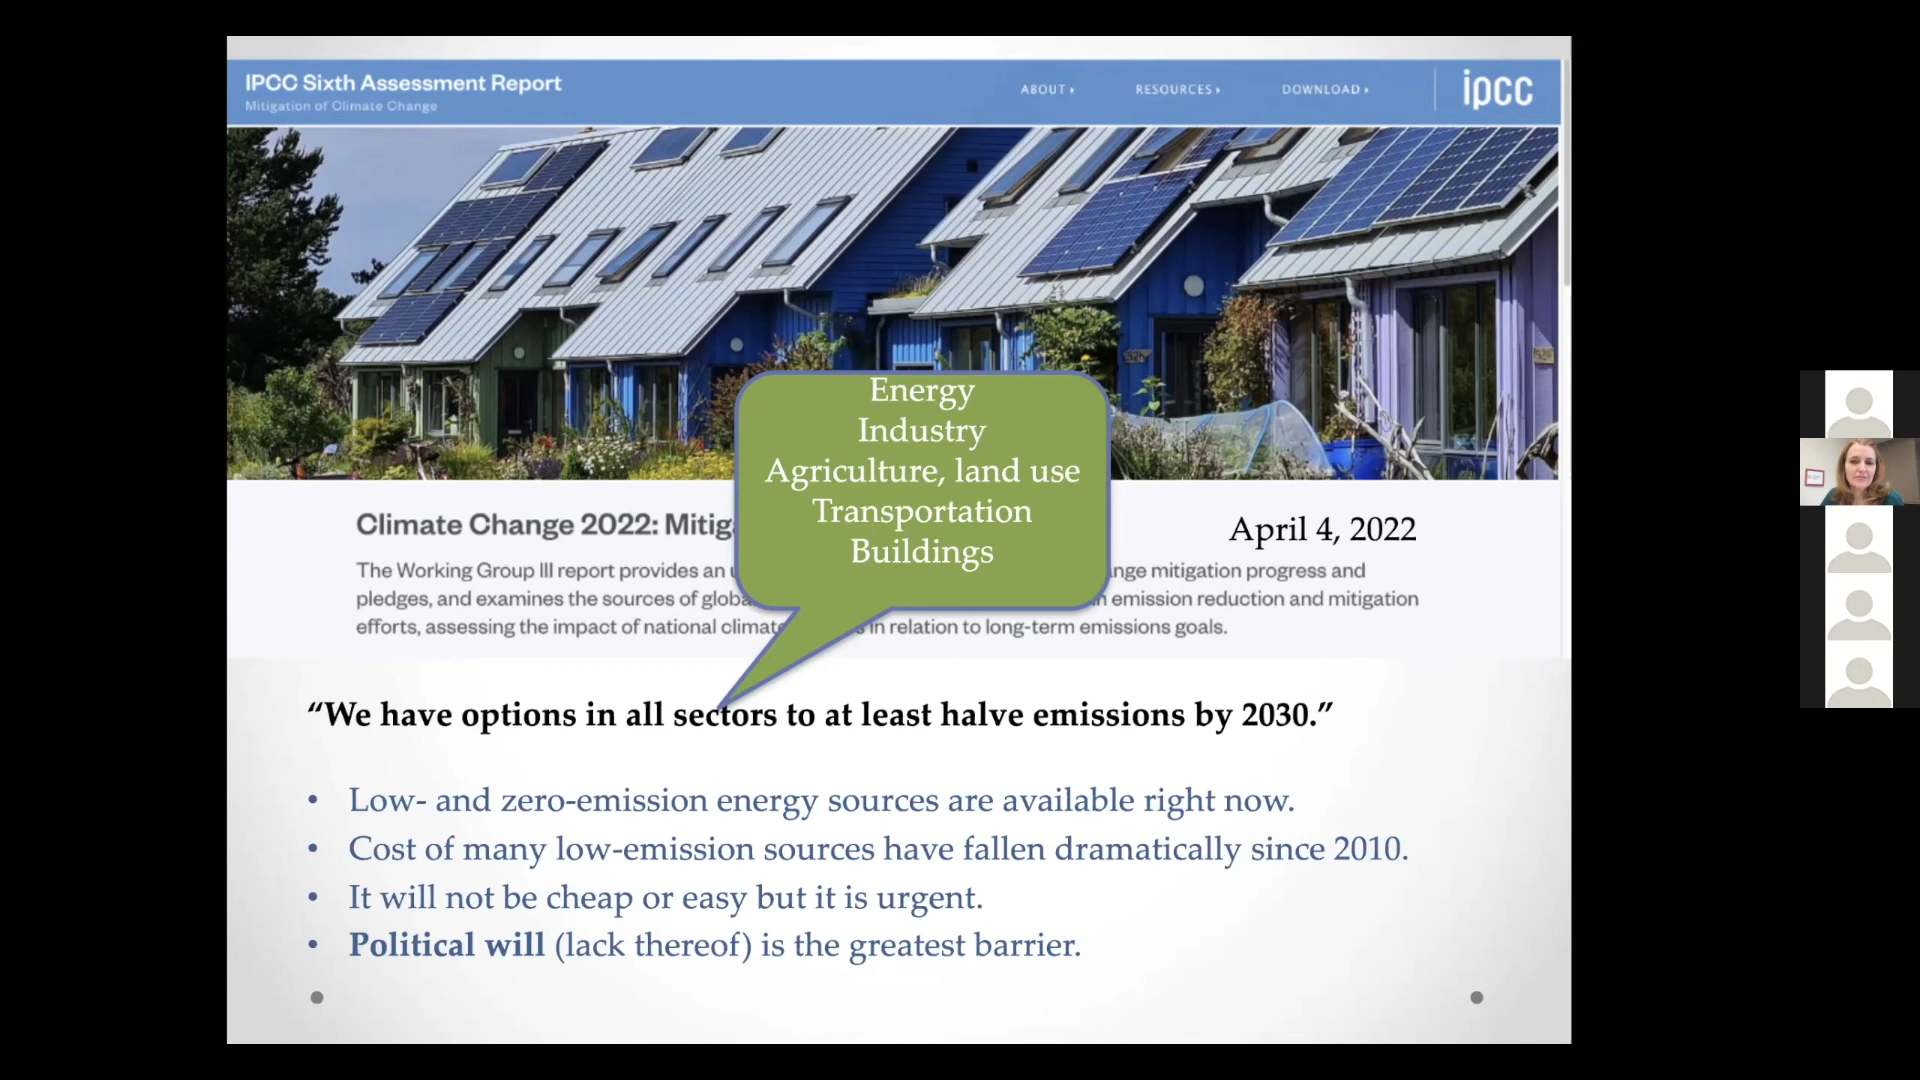 IPCC Sixth Assessment Report
Mitigation of Climate Change
ABOUT
RESOURCES
DOWNLOAD
ipcc
Energy
Industry
Agriculture, land use
Transportation
Buildings
Climate Change 2022:
April 4, 2022
The Working Group III report provides an mitigation progress and
pledges, and examines the sources of emission reduction and mitigation
efforts, assessing the impact of national in relation to long-term emissions goals.
“We have options in all sectors to at least halve emissions by 2030.”
• Low- and zero-emission energy sources are available right now.
• Cost of many low-emission sources have fallen dramatically since 2010.
• It will not be cheap or easy but it is urgent.
• Political will (lack thereof) is the greatest barrier.